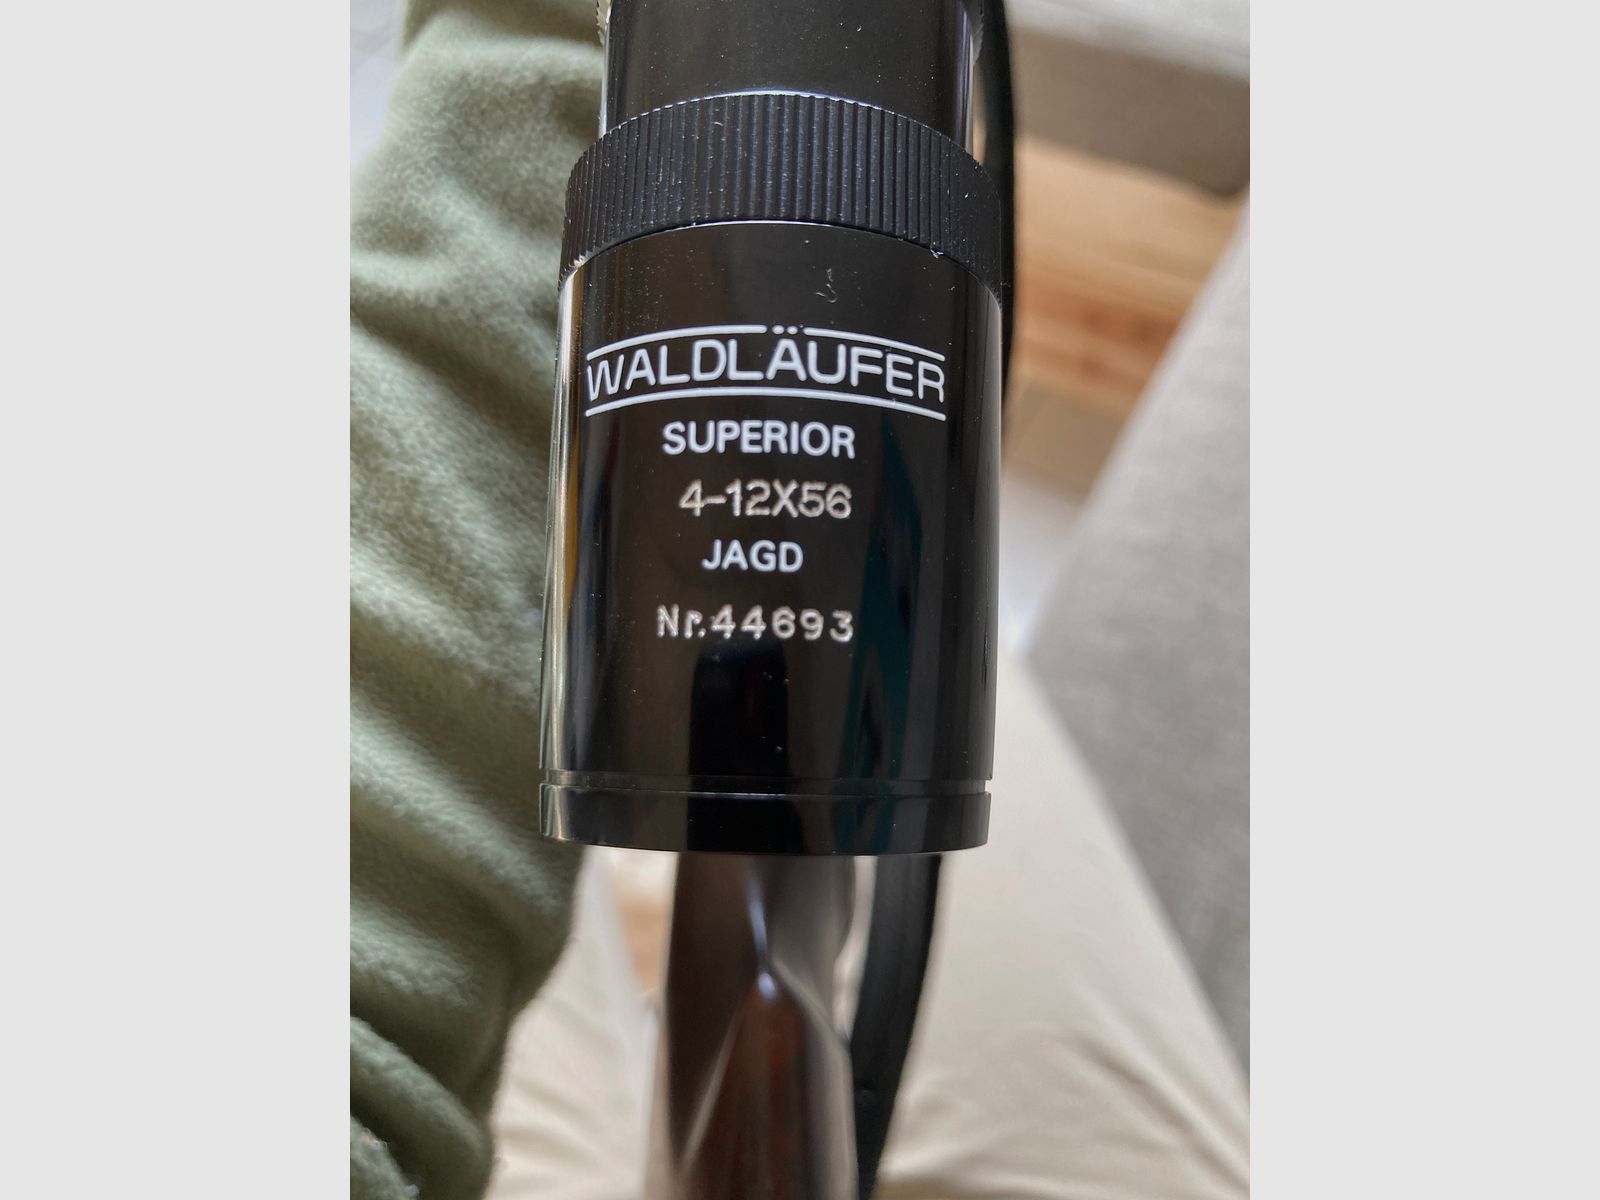 WALDLÄUFER
SUPERIOR
4-12X56
JAGD
Nr.44693